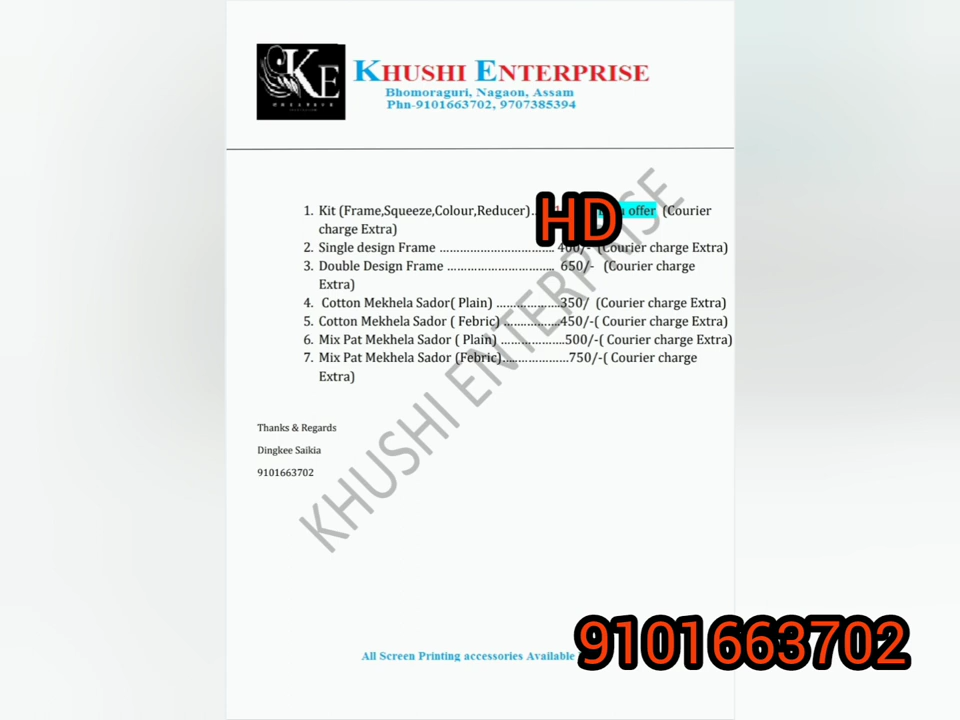 KE
CREATION
KHUSHI ENTERPRISE
Bhomoraguri, Nagaon, Assam
Phn-9101663702, 9707385394
1. Kit (Frame,Squeeze,Colour,Reducer).. offer (Courier
charge Extra)
HD
2. Single design Frame ................................. 400/- (Courier charge Extra)
3. Double Design Frame ............................... 650/- (Courier charge
Extra)
4. Cotton Mekhela Sador( Plain) ..................350/ (Courier charge Extra)
5. Cotton Mekhela Sador ( Febric) ................450/-( Courier charge Extra)
6. Mix Pat Mekhela Sador ( Plain) ..................500/-( Courier charge Extra)
7. Mix Pat Mekhela Sador (Febric)...................750/-( Courier charge
Extra)
KHUSHI ENTERPRISE
Thanks & Regards
Dingkee Saikia
9101663702
All Screen Printing accessories Available
9101663702